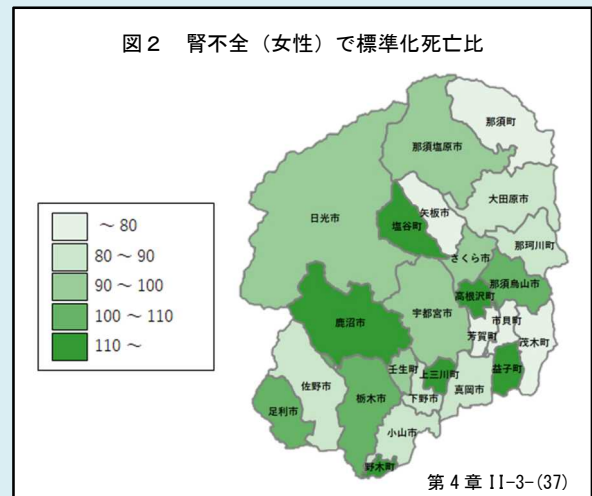 図2　腎不全（女性）で標準化死亡比
～80
80～90
90～100
100～110
110～
那須町
那須塩原市
大田原市
日光市
矢板市
塩谷町
那珂川町
さくら市
那須烏山市
高根沢町
宇都宮市
市貝町
芳賀町
茂木町
鹿沼市
上三川町
益子町
壬生町
真岡市
下野市
佐野市
栃木市
足利市
小山市
野木町
第4章 II-3-(37)